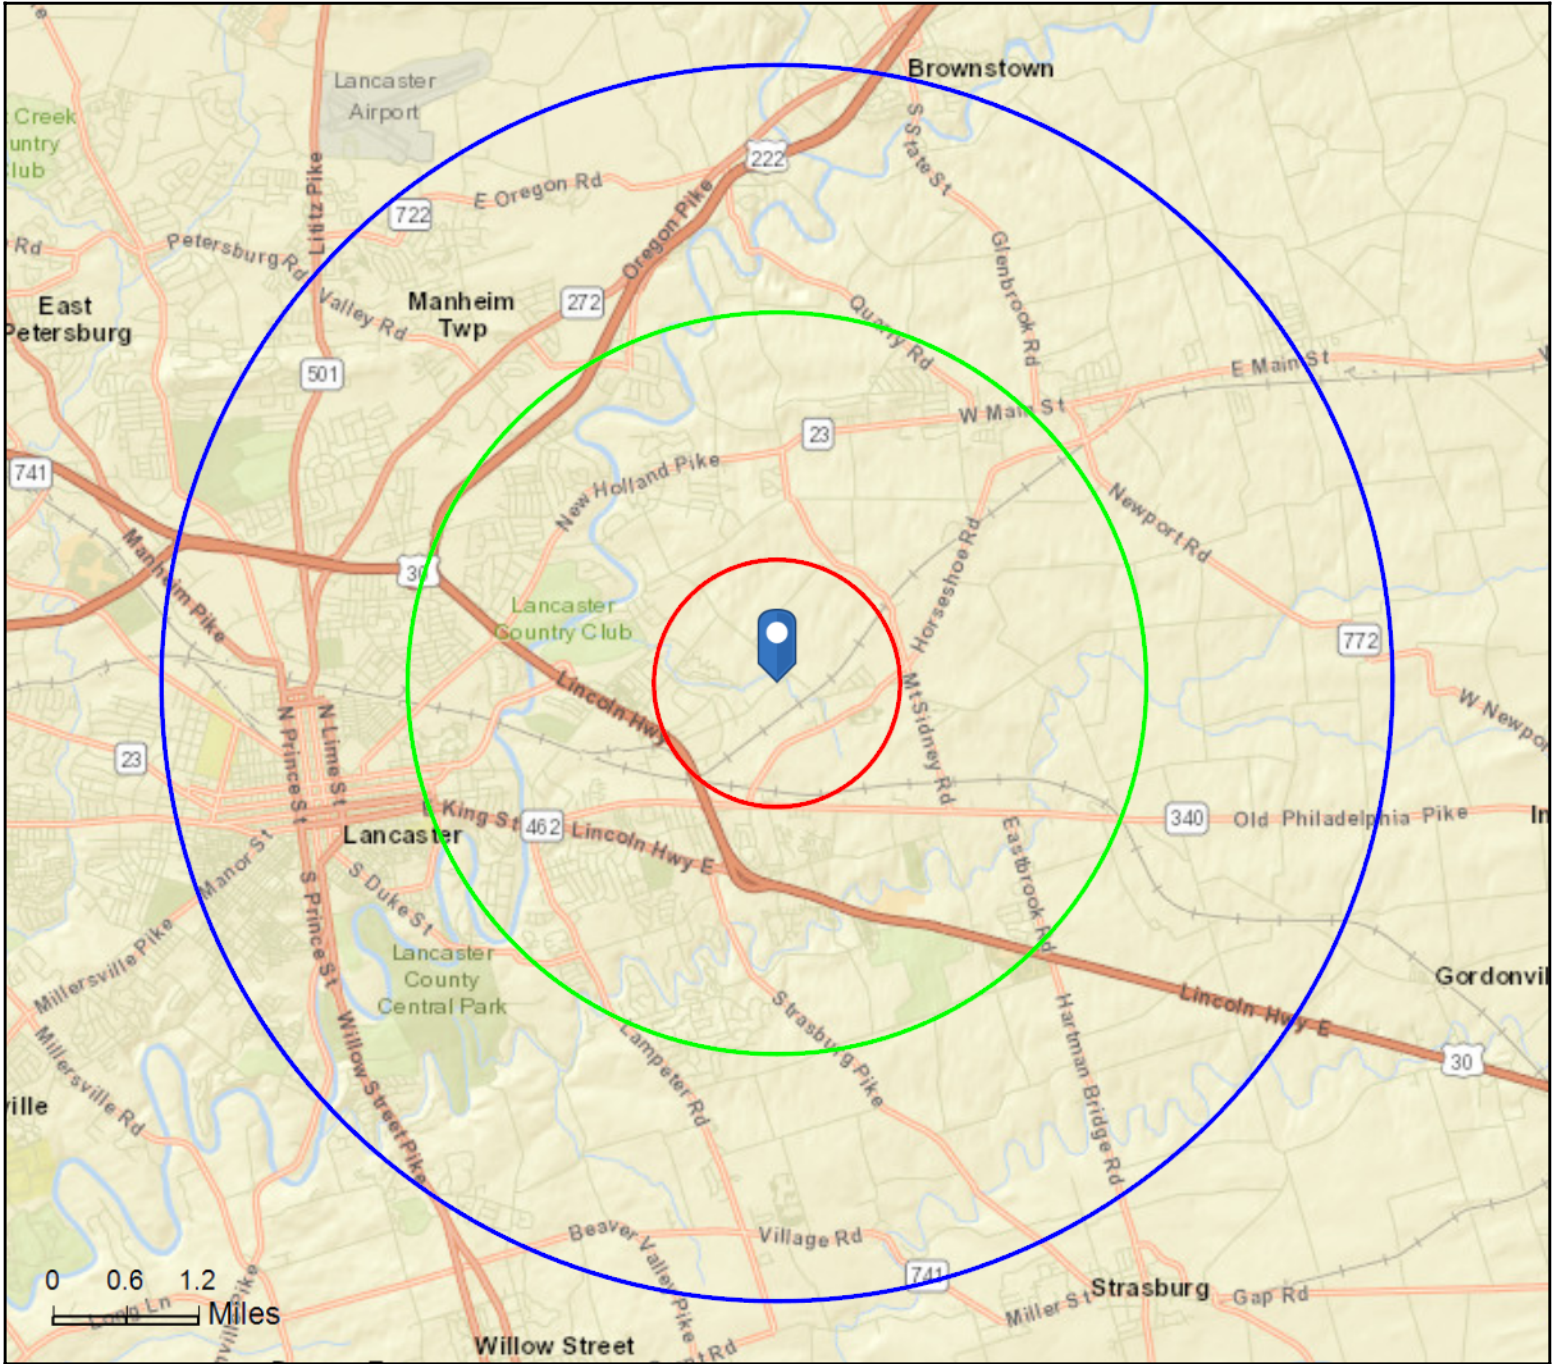 Brownstown
Lancaster
Airport
Creek
untry
lub
222
S State St
Lititz Pike
E Oregon Rd
722
Oregon Pike
Rd
Petersburg Rd
Glenbrook Rd
East
Petersburg
Valley Rd
Manheim
Twp
272
Quarry Rd
E Main St
501
W Main St
23
741
New Holland Pike
Newport Rd
Horseshoe Rd
Manheim Pike
30
Lancaster
Country Club
772
Lincoln Hwy
Mt Sidney Rd
W Newpo
N Prince St
N Lime St
23
E King St
462
Lincoln Hwy E
340
Old Philadelphia Pike
In
Lancaster
Manor St
S Duke St
S Prince St
Eastbrook Rd
Millersville Pike
Lancaster
County
Central Park
Gordonvil
Lincoln Hwy E
Strasburg Pike
Hartman Bridge Rd
Willow Street Pike
Lampeter Rd
Millersville Rd
30
ville
Beaver Valley Pike
Village Rd
741
0 0.6 1.2
Miles
Long Ln
nville Pike
Miller St
Strasburg
Gap Rd
Willow Street